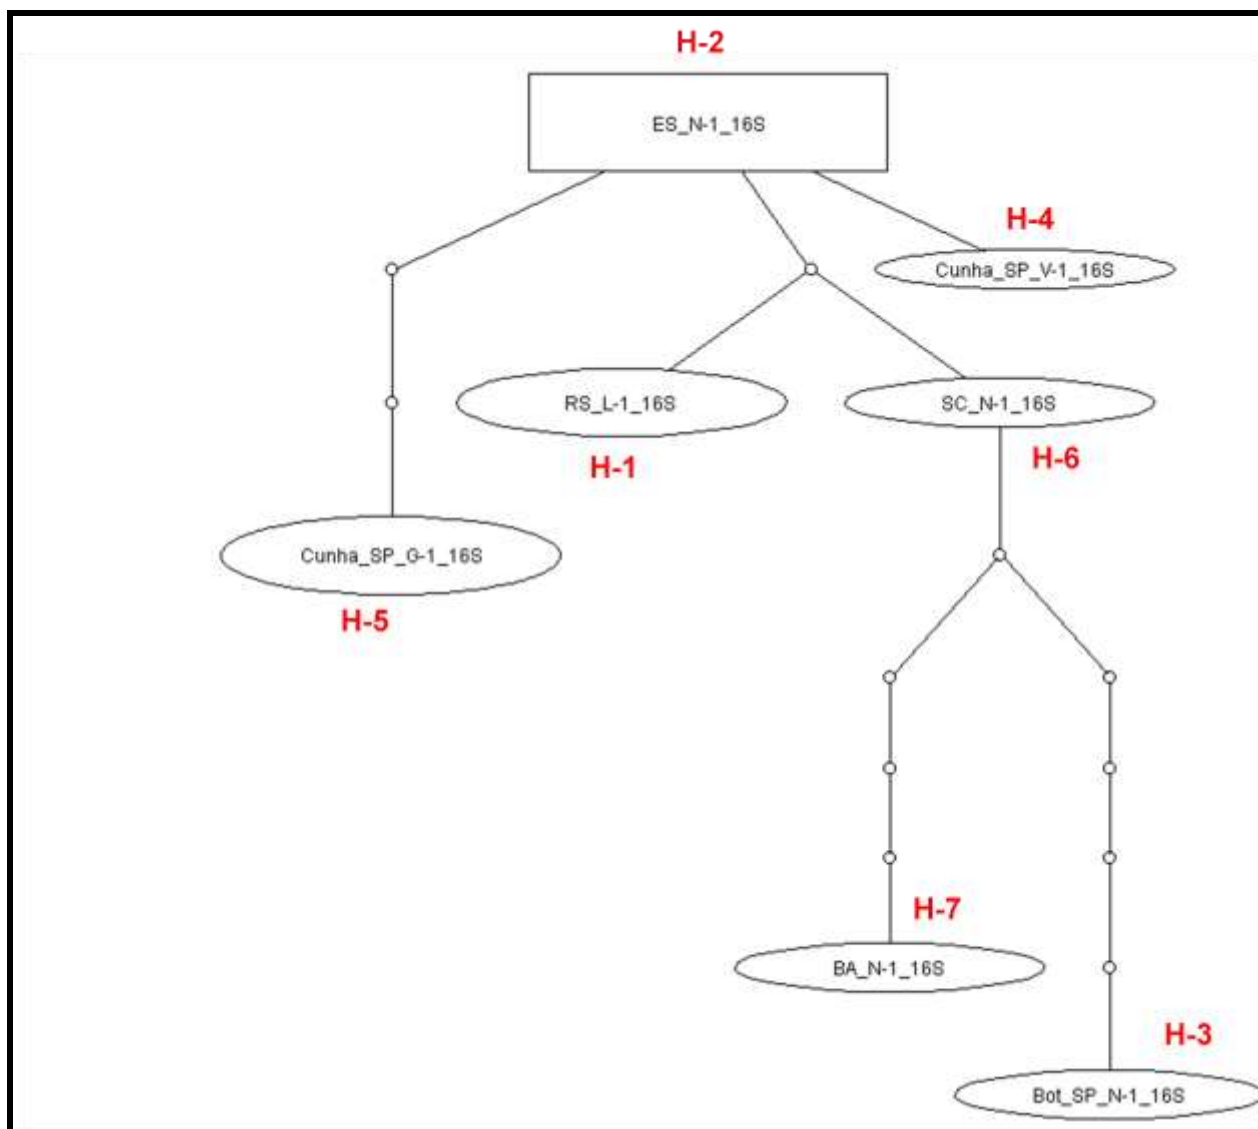 H-2
ES_N-1_16S
H-4
Cunha_SP_V-1_16S
RS_L-1_16S
SC_N-1_16S
H-1
H-6
Cunha_SP_G-1_16S
H-5
H-7
BA_N-1_16S
H-3
Bot_SP_N-1_16S